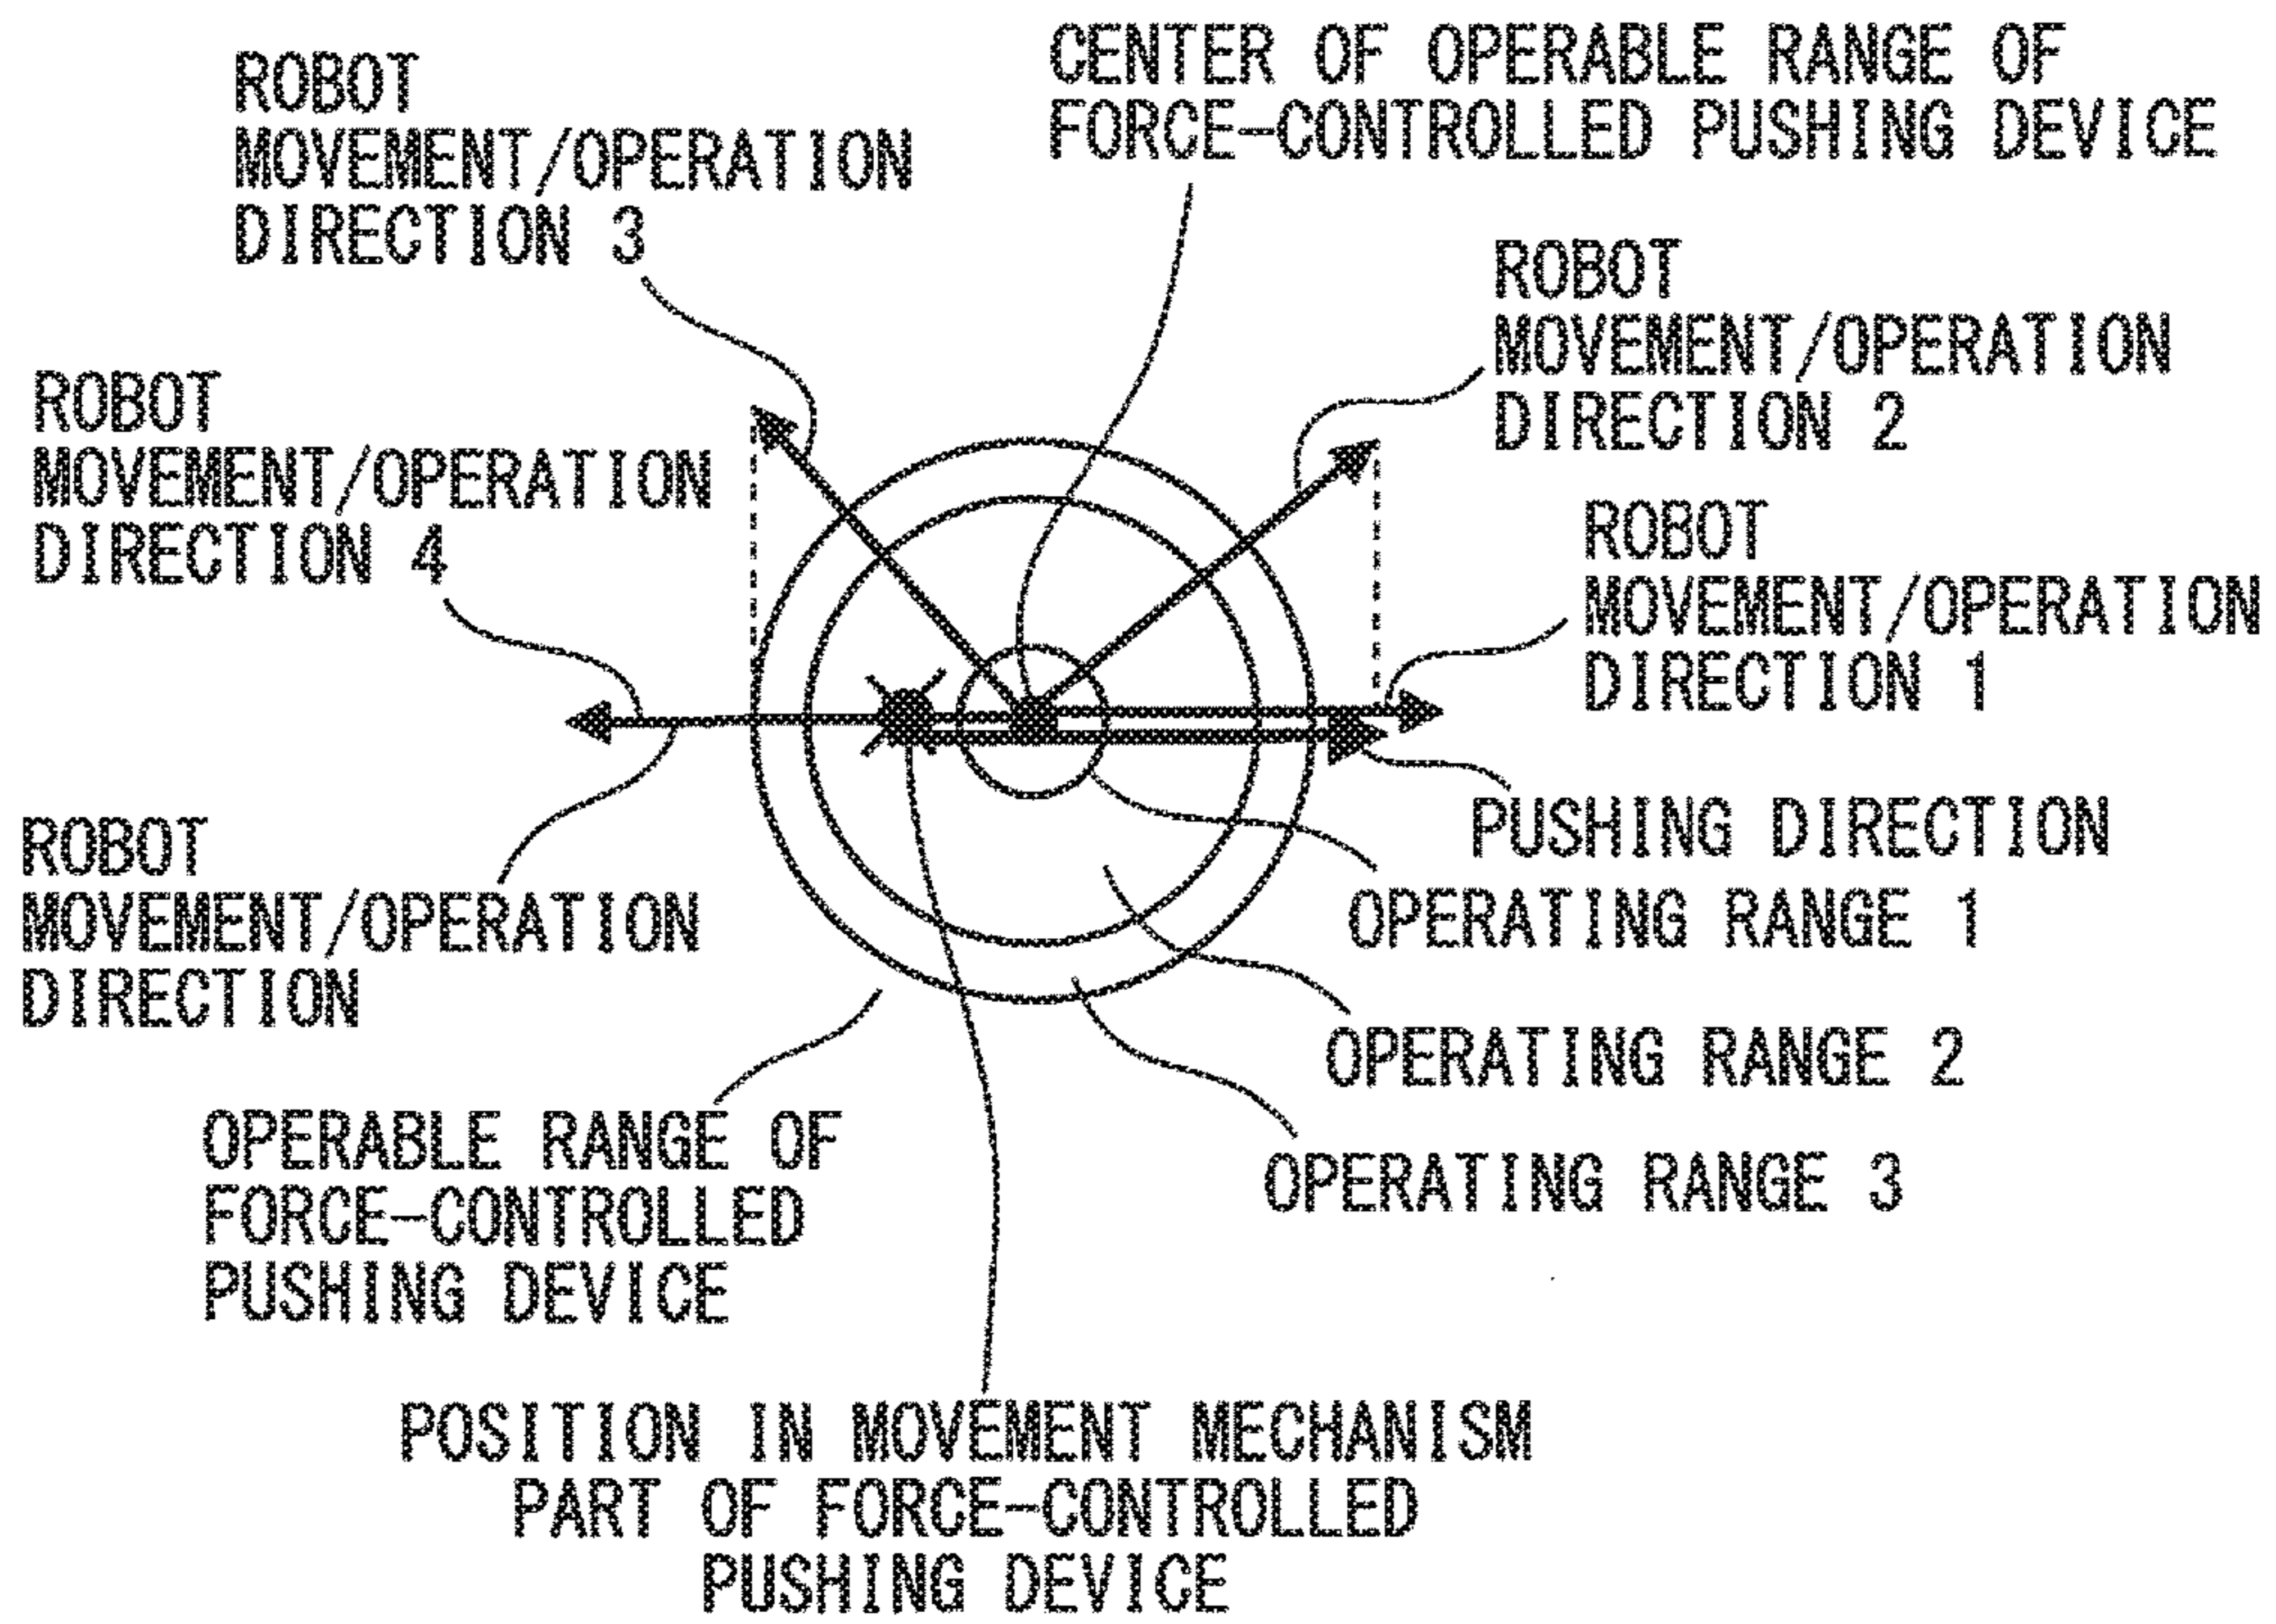 CENTER OF OPERABLE RANGE OF
FORCE-CONTROLLED PUSHING DEVICE
ROBOT
MOVEMENT/OPERATION
DIRECTION 3
ROBOT
MOVEMENT/OPERATION
DIRECTION 2
ROBOT
MOVEMENT/OPERATION
DIRECTION 4
ROBOT
MOVEMENT/OPERATION
DIRECTION 1
ROBOT
MOVEMENT/OPERATION
DIRECTION
PUSHING DIRECTION
OPERATING RANGE 1
OPERATING RANGE 2
OPERATING RANGE 3
OPERABLE RANGE OF
FORCE-CONTROLLED
PUSHING DEVICE
POSITION IN MOVEMENT MECHANISM
PART OF FORCE-CONTROLLED
PUSHING DEVICE